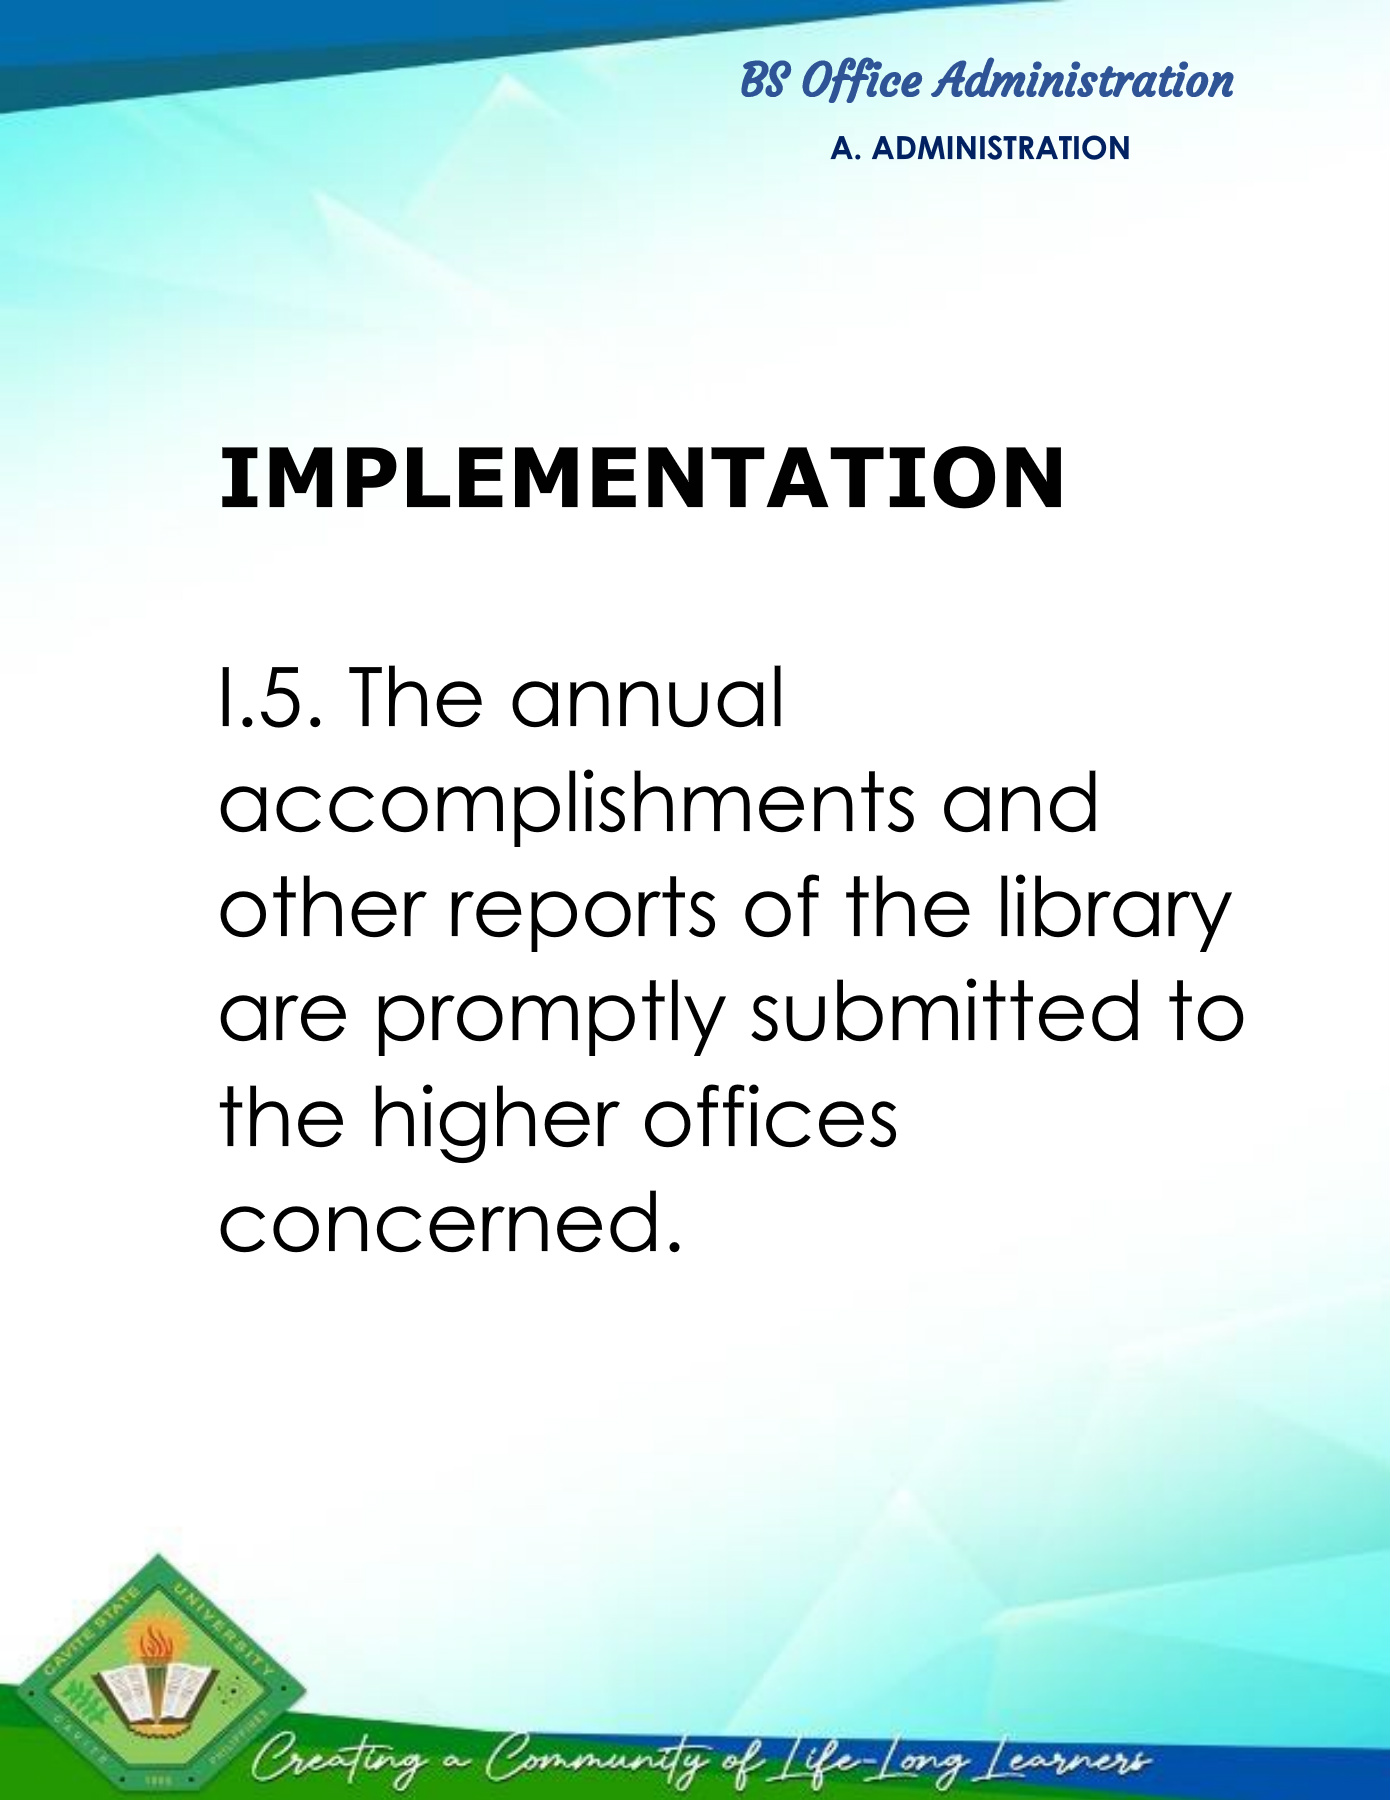 BS Office Administration
A. ADMINISTRATION
IMPLEMENTATION
I.5. The annual
accomplishments and
other reports of the library
are promptly submitted to
the higher offices
concerned.
CAVITE STATE UNIVERSITY
CAVITE PHILIPPINES
Creating a Community of Life-Long Learners